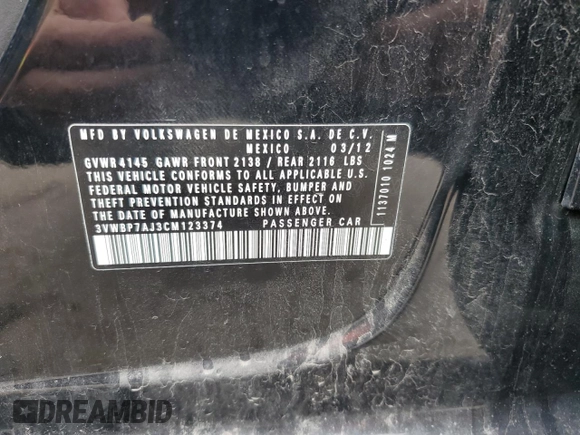 MFD BY VOLKSWAGEN DE MEXICO S.A. DE C.V.
MEXICO 03/12
GVWR 4145 GAWR FRONT 2138 / REAR 2116 LBS
THIS VEHICLE CONFORMS TO ALL APPLICABLE U.S.
FEDERAL MOTOR VEHICLE SAFETY, BUMPER AND
THEFT PREVENTION STANDARDS IN EFFECT ON
THE DATE OF MANUFACTURE SHOWN ABOVE.
3VWBP7AJ3CM123374 PASSENGER CAR
1137010 1024 M
DREAMBID